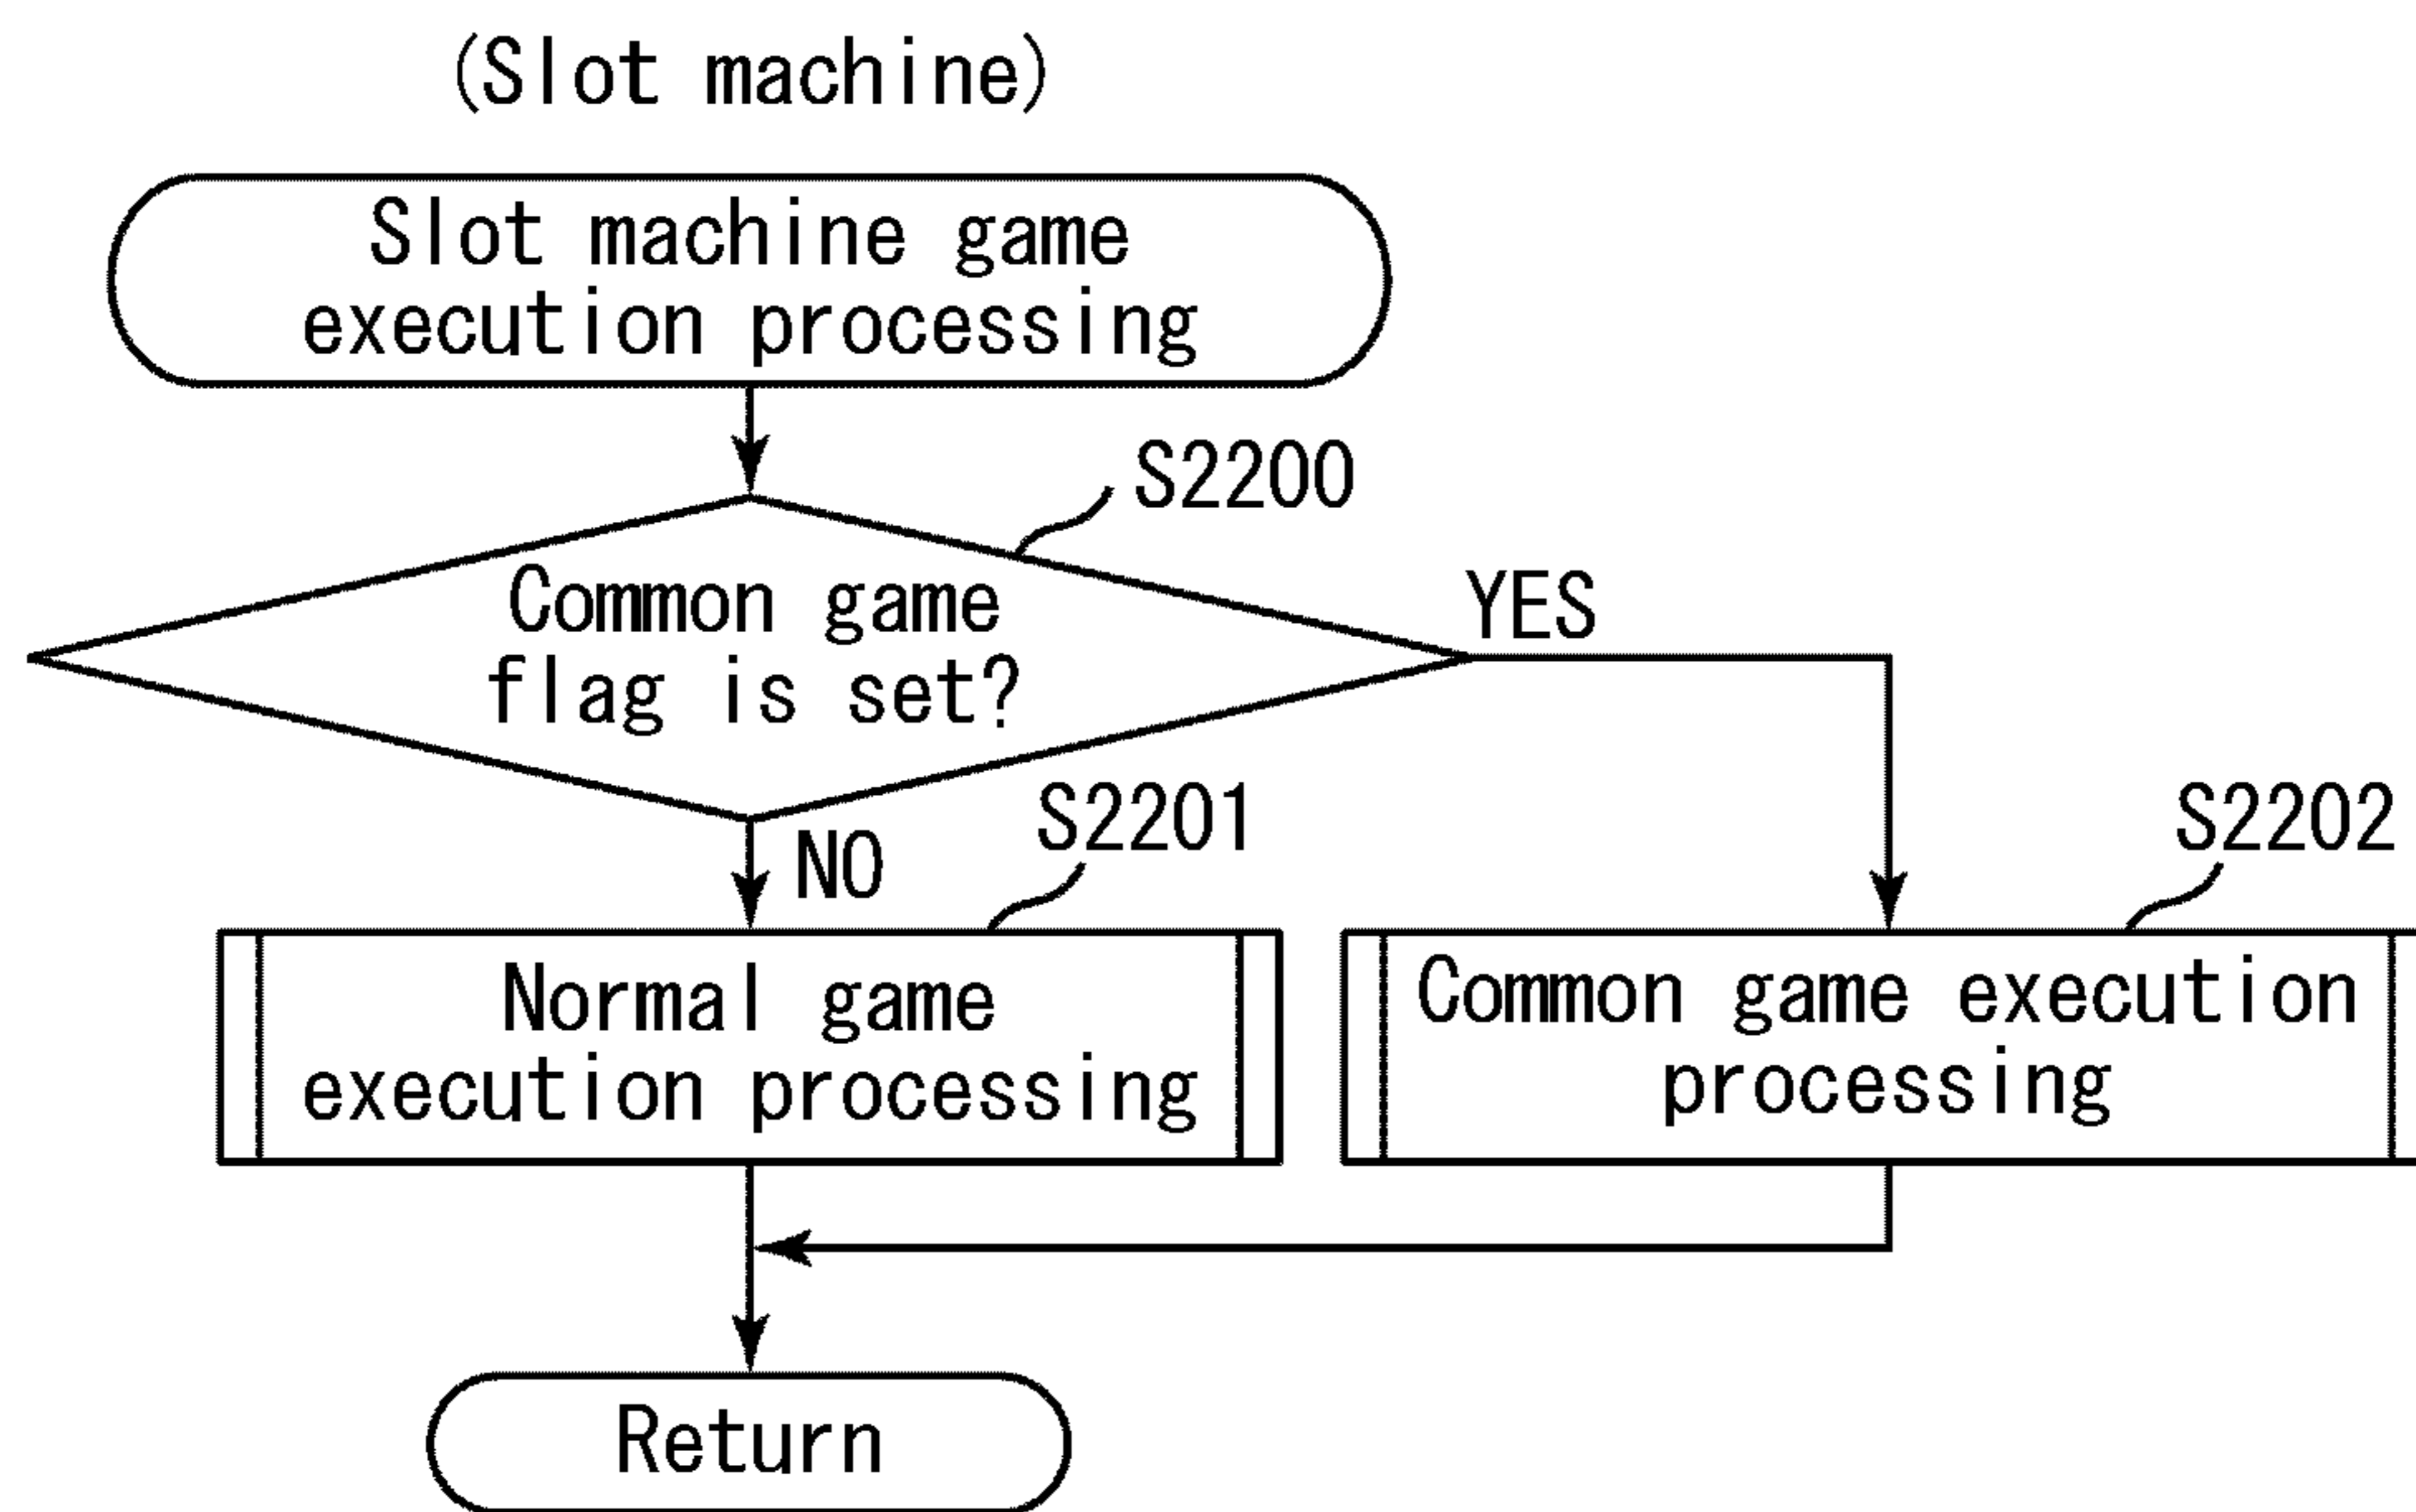 (Slot machine)
Slot machine game
execution processing
S2200
Common game
flag is set?
YES
NO
S2201
S2202
Normal game
execution processing
Common game execution
processing
Return